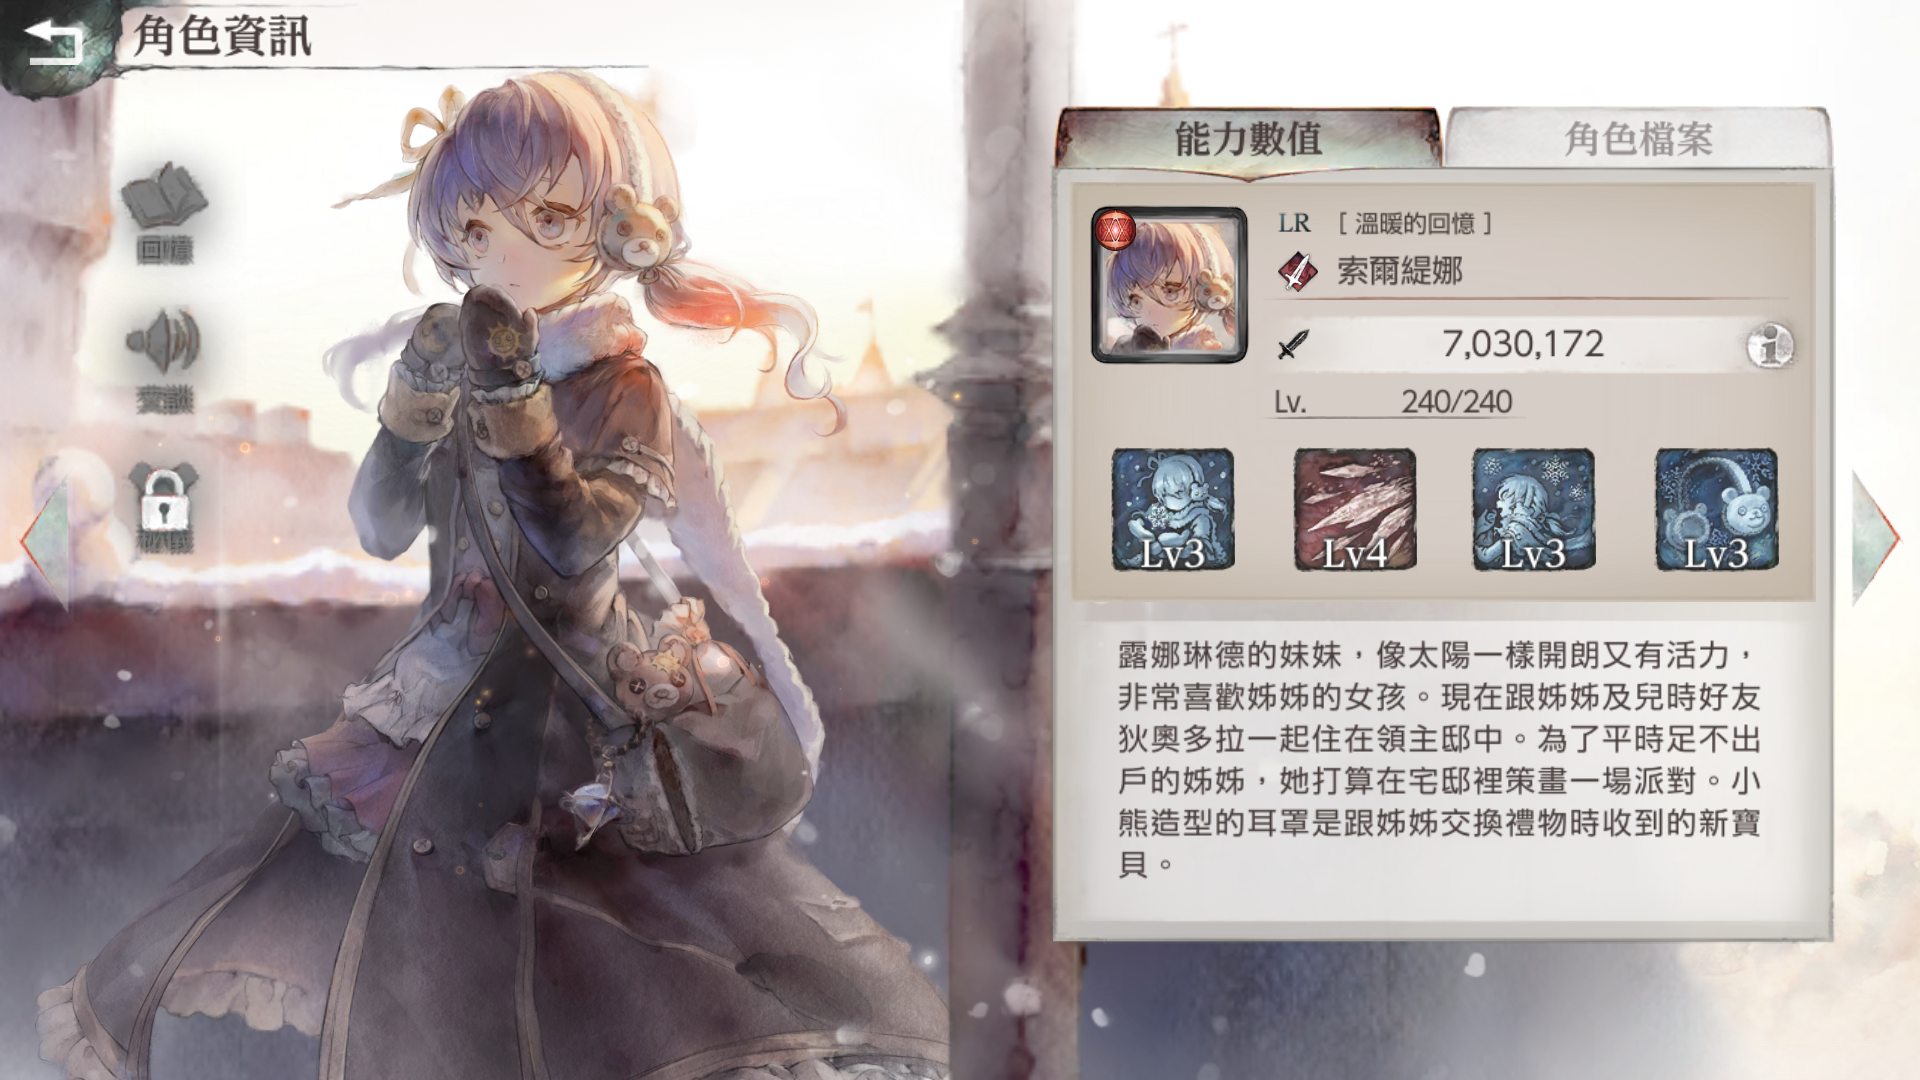 角色資訊
回憶
交談
能力數值
角色檔案
LR [ 溫暖的回憶 ]
索爾緹娜
7,030,172
Lv. 240/240
Lv3
Lv4
Lv3
Lv3
露娜琳德的妹妹，像太陽一樣開朗又有活力，
非常喜歡姊姊的女孩。現在跟姊姊及兒時好友
狄奧多拉一起住在領主邸中。為了平時足不出
戶的姊姊，她打算在宅邸裡策畫一場派對。小
熊造型的耳罩是跟姊姊交換禮物時收到的新寶
貝。